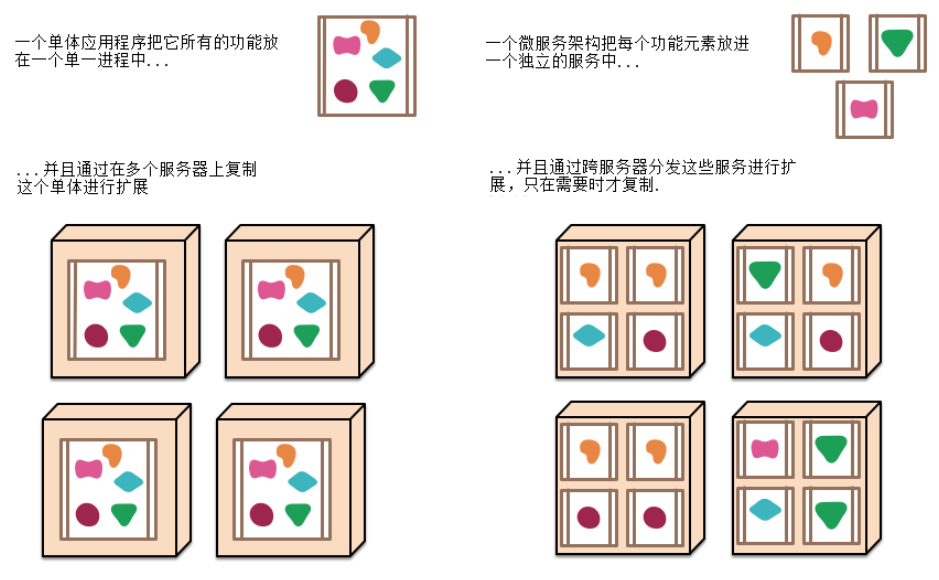 一个单体应用程序把它所有的功能放
在一个单一进程中...
一个微服务架构把每个功能元素放进
一个独立的服务中...
...并且通过在多个服务器上复制
这个单体进行扩展
...并且通过跨服务器分发这些服务进行扩
展，只在需要时才复制.